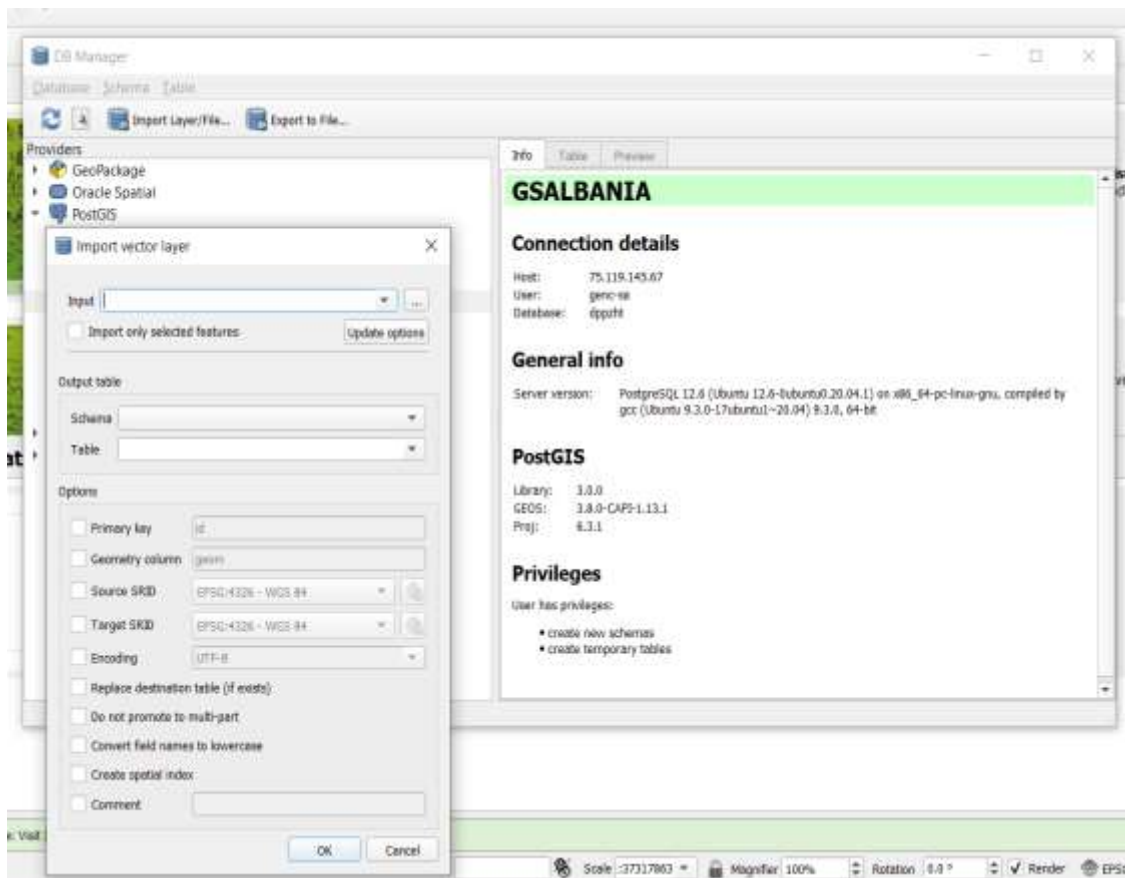 DB Manager
Database Schema Table
Import Layer/File... Export to File...
Providers
GeoPackage
Oracle Spatial
PostGIS
Import vector layer
Input
...
Import only selected features
Update options
Output table
Schema
Table
Options
Primary key
id
Geometry column
geom
Source SRID
EPSG:4326 - WGS 84
Target SRID
EPSG:4326 - WGS 84
Encoding
UTF-8
Replace destination table (if exists)
Do not promote to multi-part
Convert field names to lowercase
Create spatial index
Comment
OK
Cancel
Info Table Preview
GSALBANIA
Connection details
Host: 75.119.145.67
User: genc-sa
Database:
General info
Server version: PostgreSQL 12.6 (Ubuntu 12.6-0ubuntu0.20.04.1) on x86_64-pc-linux-gnu, compiled by
gcc (Ubuntu 9.3.0-17ubuntu1~20.04) 9.3.0, 64-bit
PostGIS
Library: 3.0.0
GEOS: 3.8.0-CAPI-1.13.1
Proj: 6.3.1
Privileges
User has privileges:
• create new schemas
• create temporary tables
Visit
Scale :37317863 Magnifier 100% Rotation 0.0 ° Render EPS